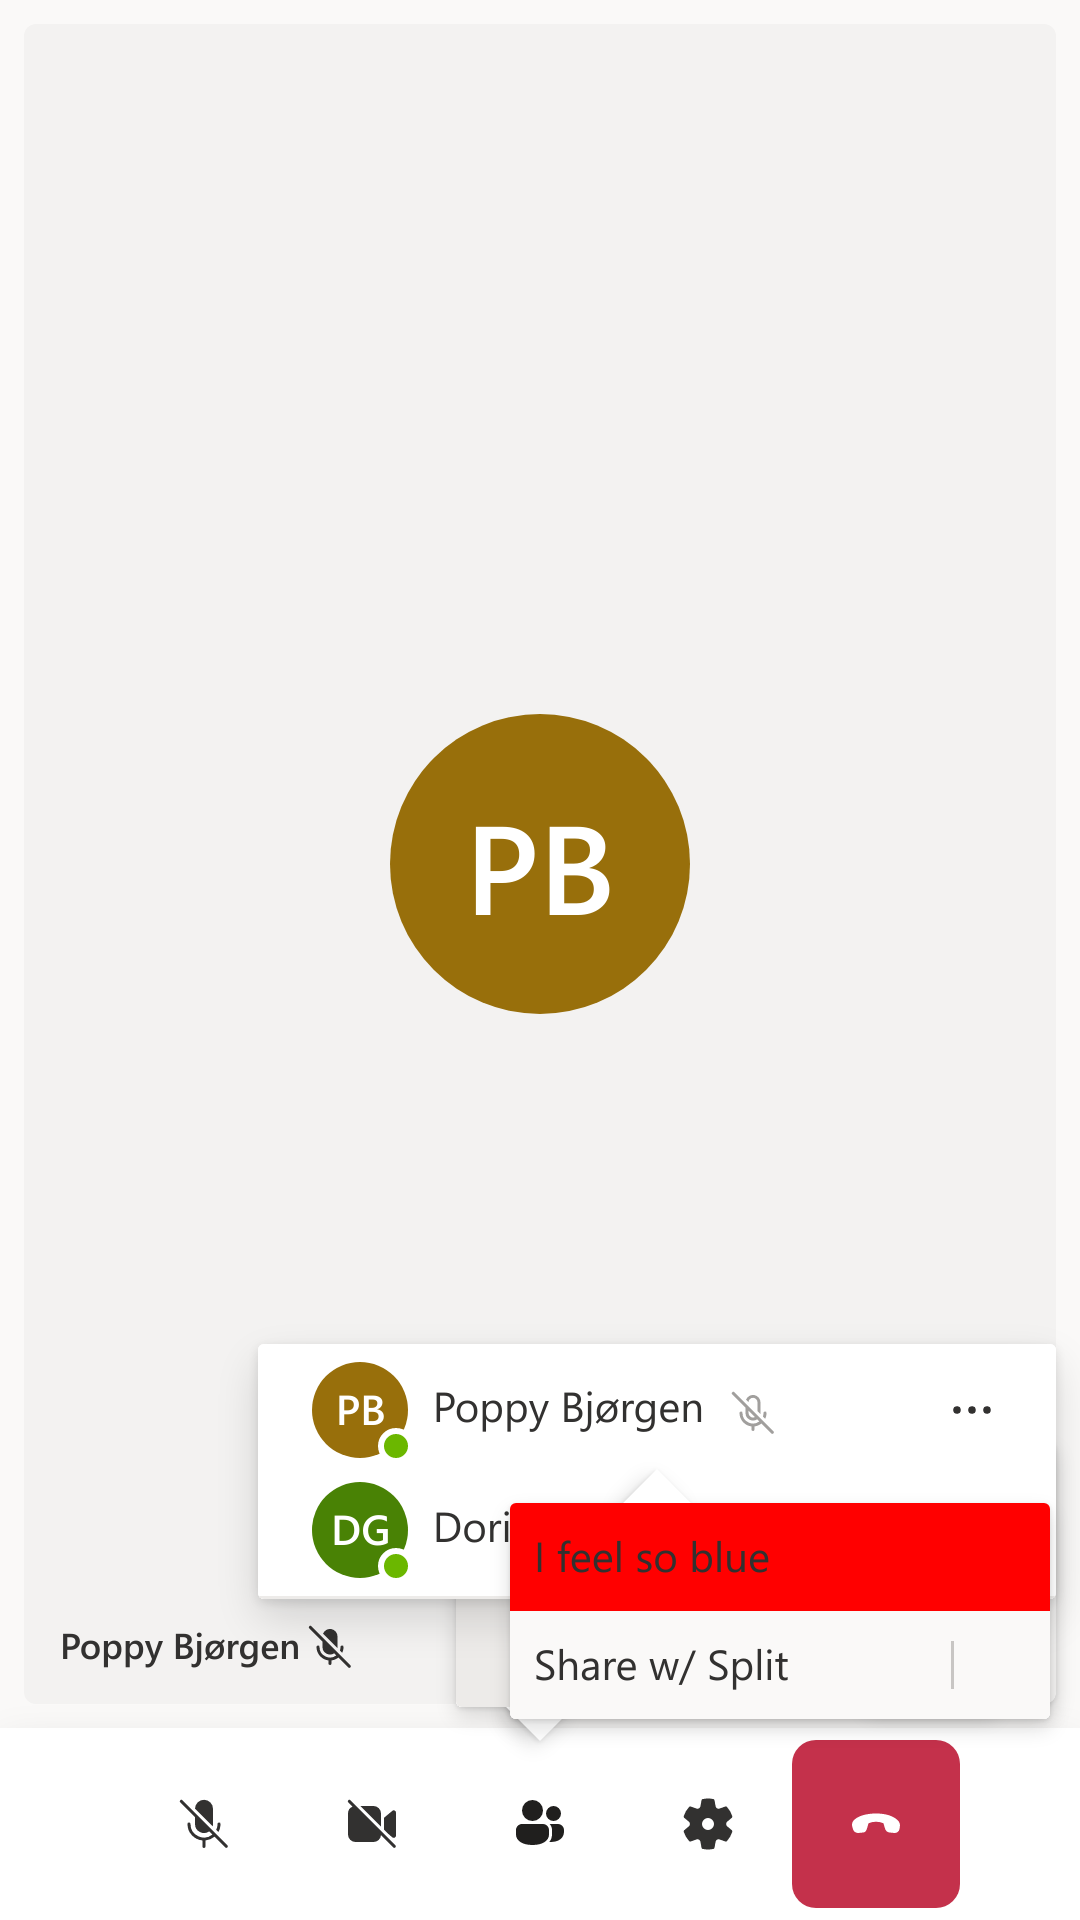 PB
PB Poppy Bjørgen
DG Dori
I feel so blue
Poppy Bjørgen
Share w/ Split